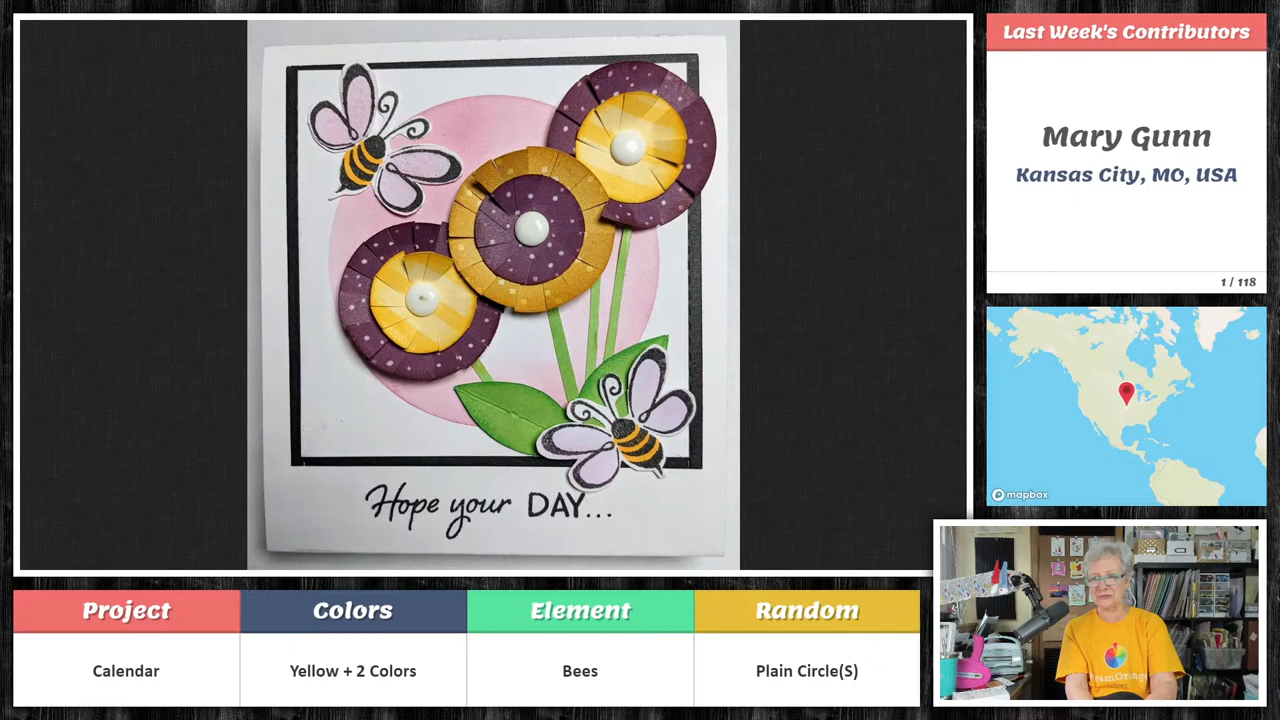 Last Week's Contributors
Mary Gunn
Kansas City, MO, USA
1 / 118
mapbox
Hope your DAY...
Project
Colors
Element
Random
Calendar
Yellow + 2 Colors
Bees
Plain Circle(S)